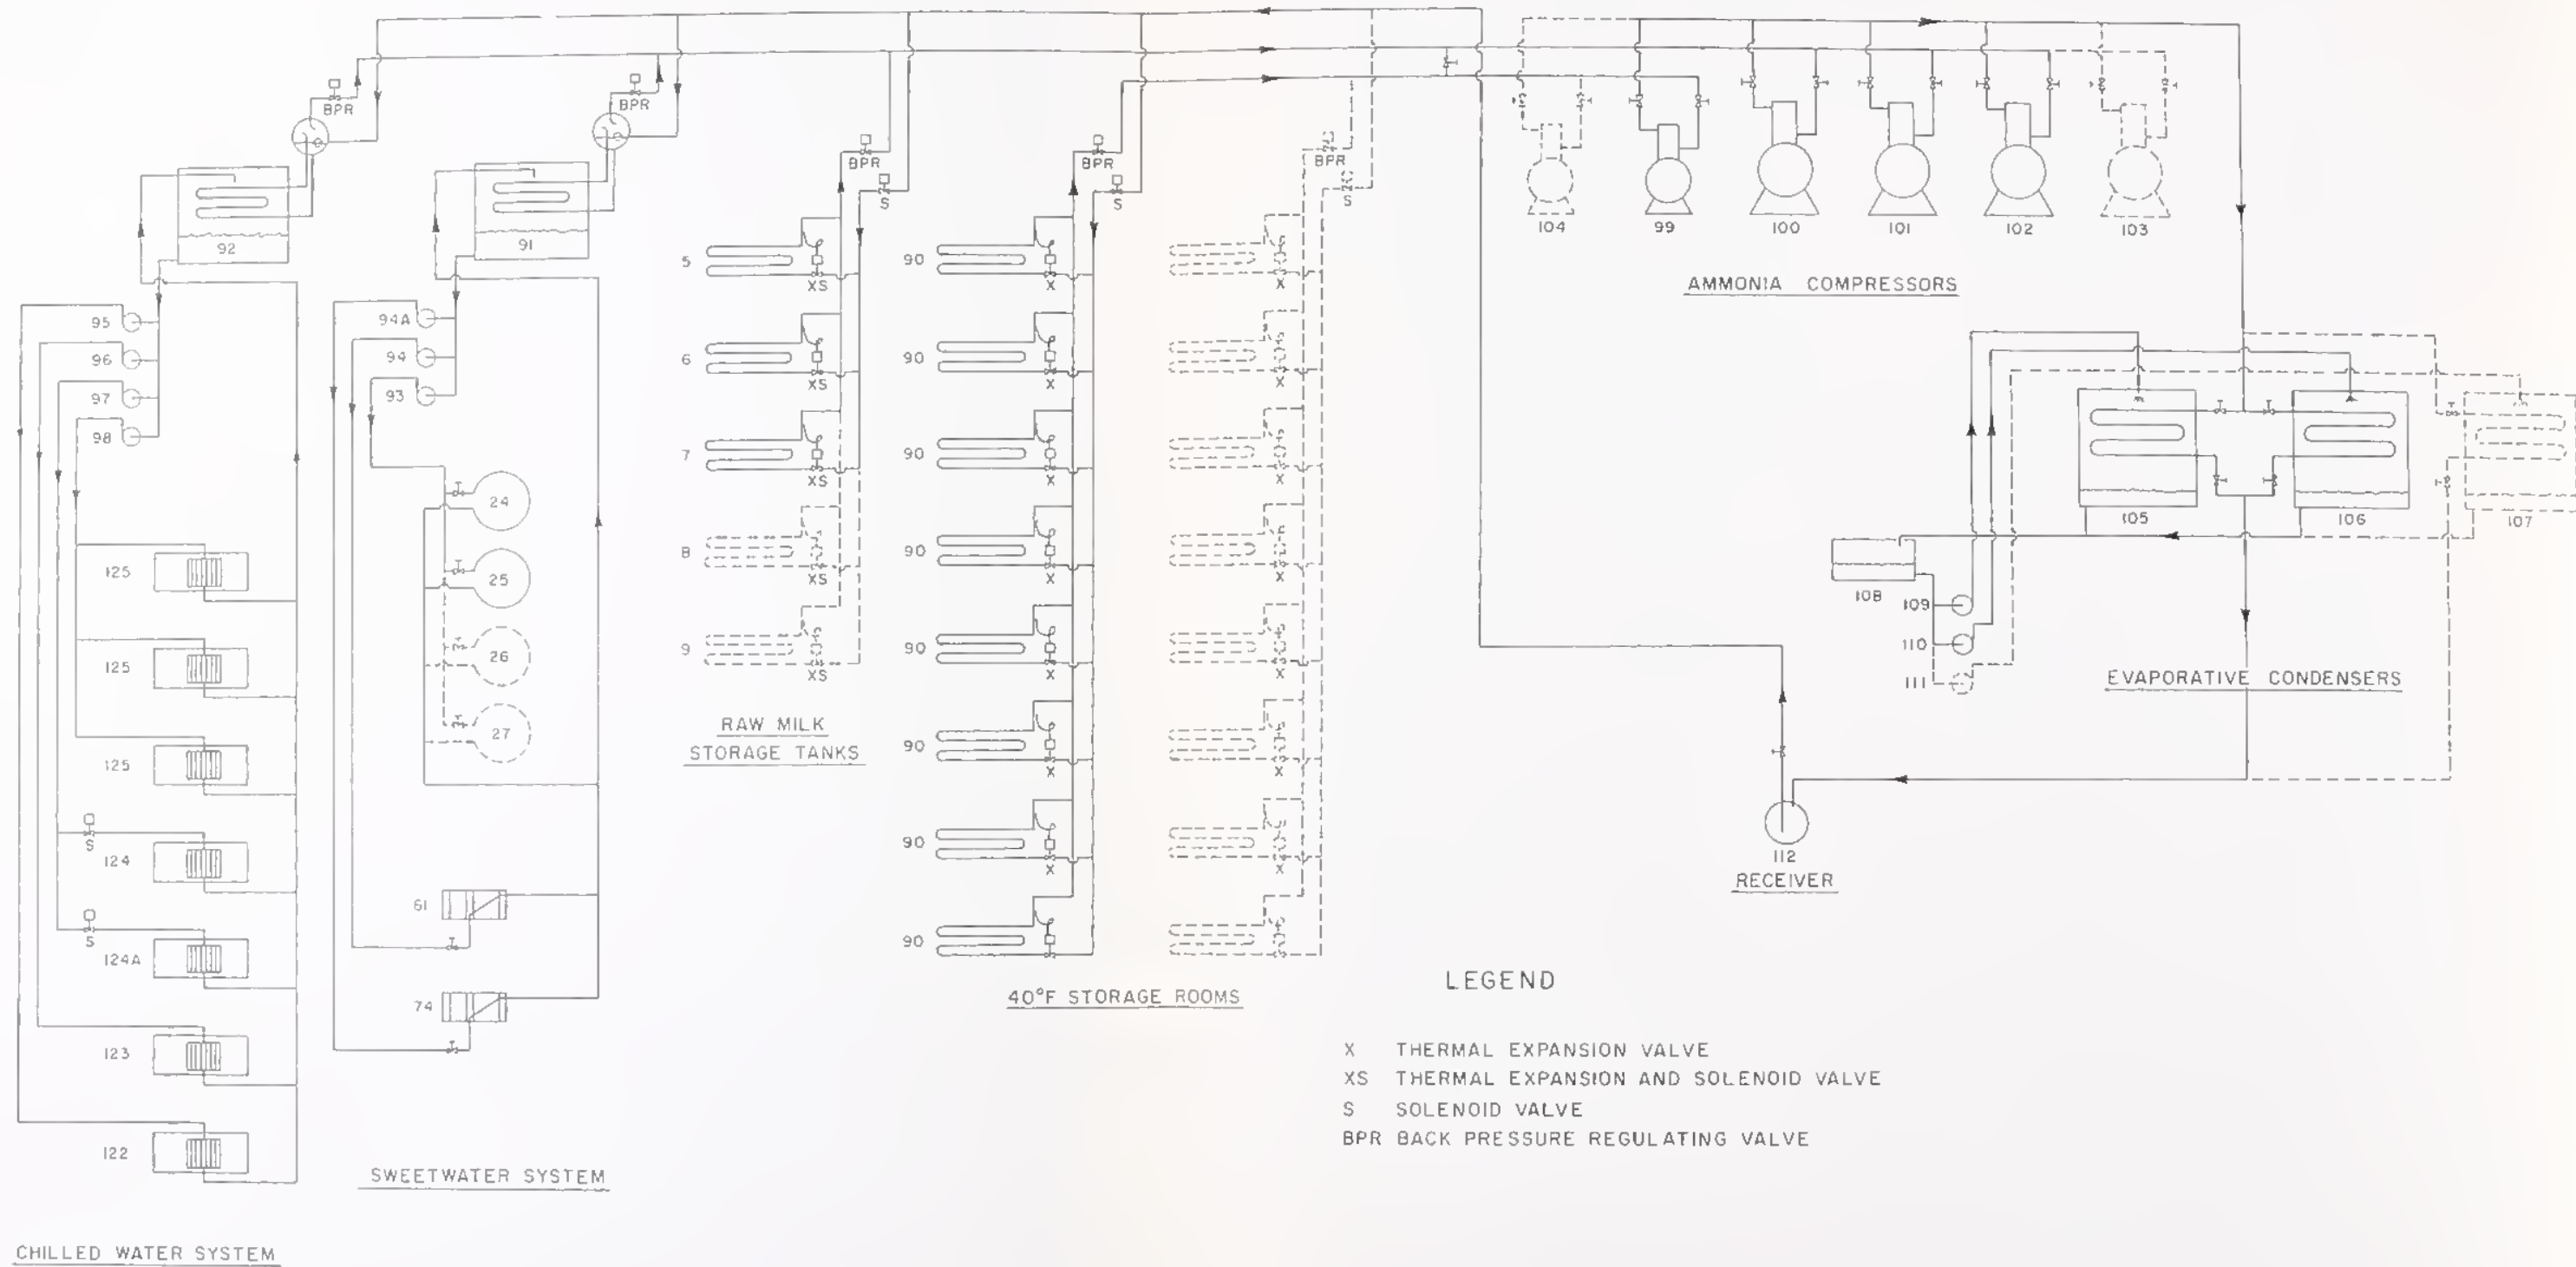 BPR
92
95
96
97
98
125
125
125
S
124
S
124A
123
122
CHILLED WATER SYSTEM
BPR
91
94A
94
93
24
25
26
27
61
74
SWEETWATER SYSTEM
BPR
S
5
XS
6
XS
7
XS
8
XS
9
XS
RAW MILK
STORAGE TANKS
BPR
S
90
X
90
X
90
X
90
X
90
X
90
X
90
X
90
BPR
S
X
X
X
X
X
X
X
40°F STORAGE ROOMS
104
99
100
101
102
103
AMMONIA COMPRESSORS
105
106
107
108
109
110
111
EVAPORATIVE CONDENSERS
112
RECEIVER
LEGEND
X THERMAL EXPANSION VALVE
XS THERMAL EXPANSION AND SOLENOID VALVE
S SOLENOID VALVE
BPR BACK PRESSURE REGULATING VALVE